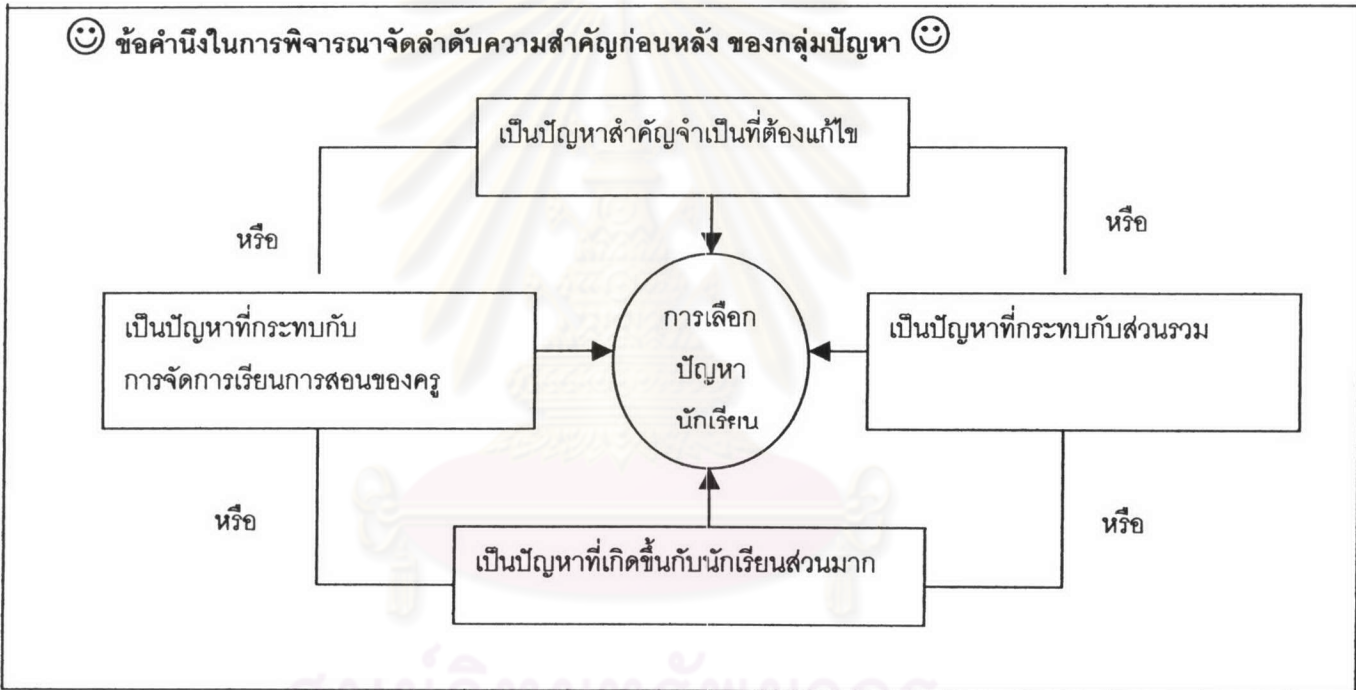 ข้อคำนึงในการพิจารณาจัดลำดับความสำคัญก่อนหลัง ของกลุ่มปัญหา
เป็นปัญหาสำคัญจำเป็นที่ต้องแก้ไข
หรือ
หรือ
เป็นปัญหาที่กระทบกับ
การจัดการเรียนการสอนของครู
การเลือก
ปัญหา
นักเรียน
เป็นปัญหาที่กระทบกับส่วนรวม
หรือ
หรือ
เป็นปัญหาที่เกิดขึ้นกับนักเรียนส่วนมาก